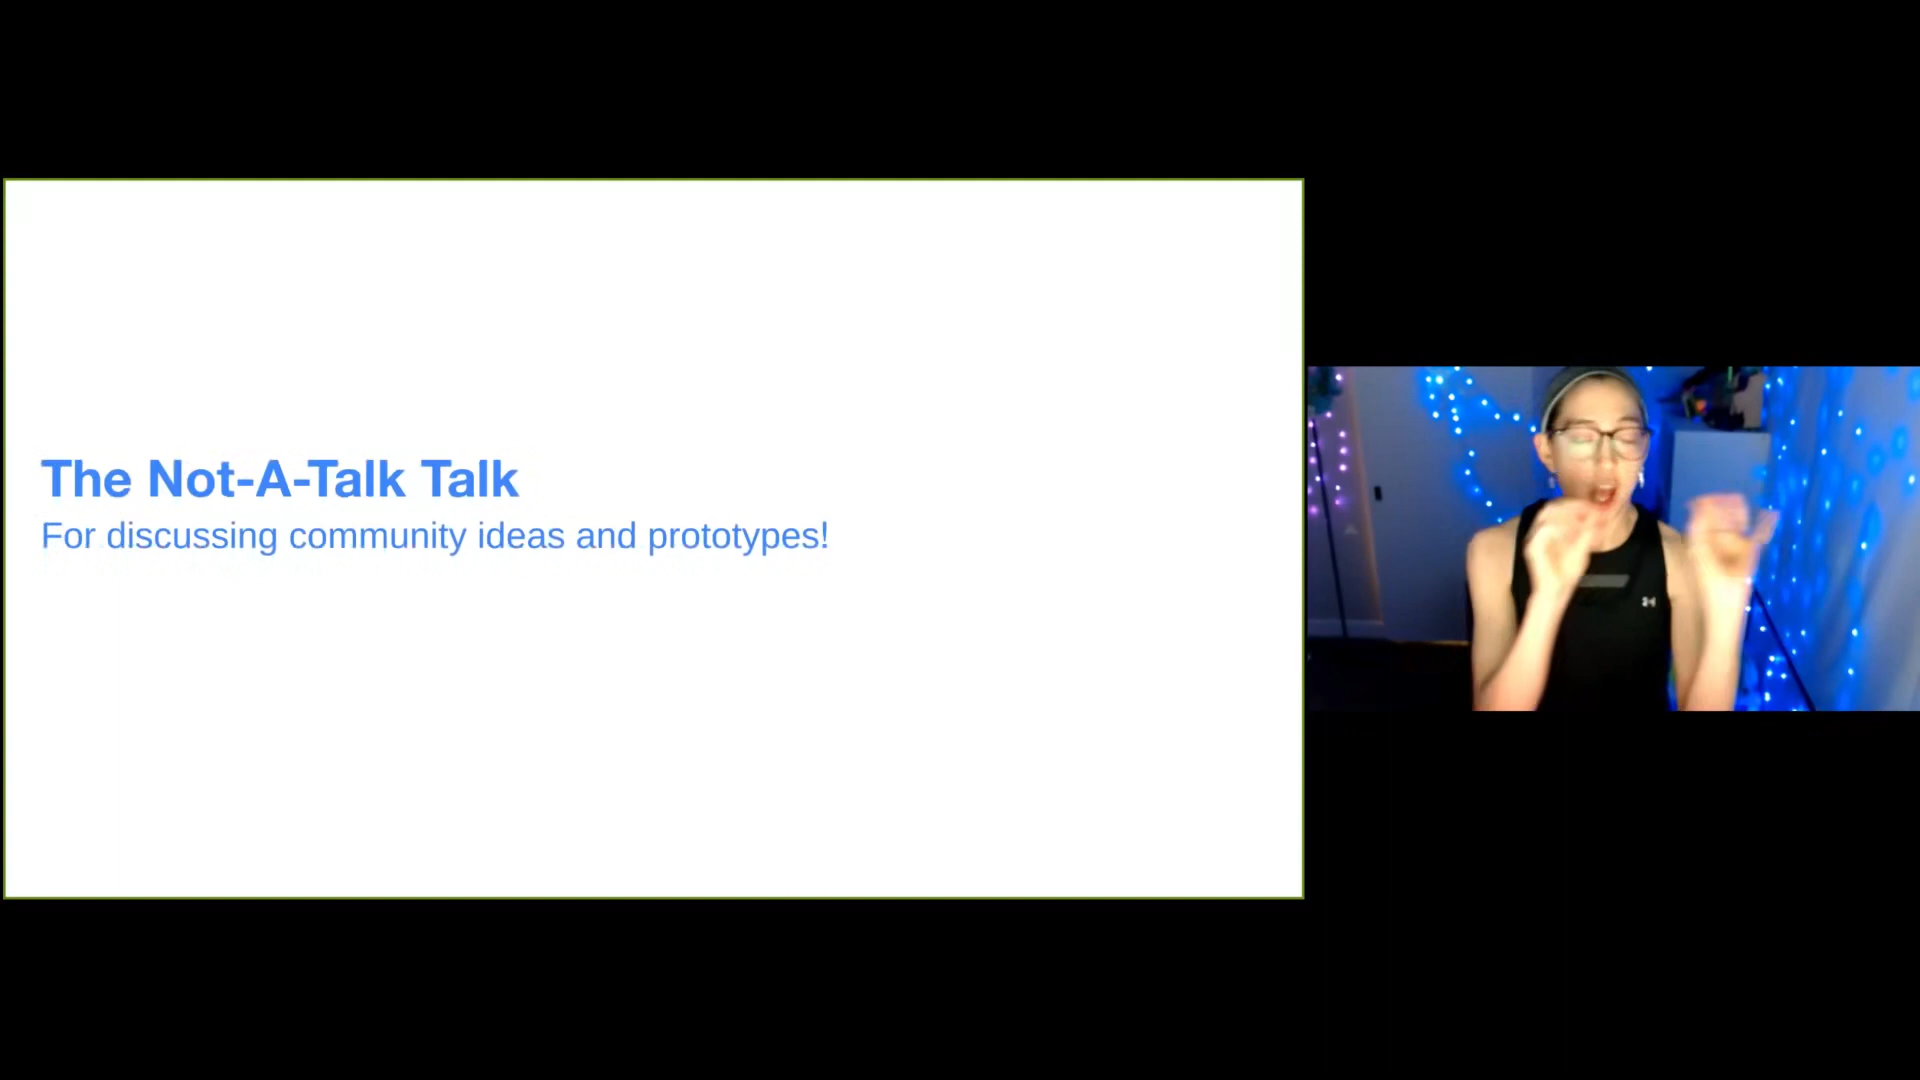 The Not-A-Talk Talk
For discussing community ideas and prototypes!